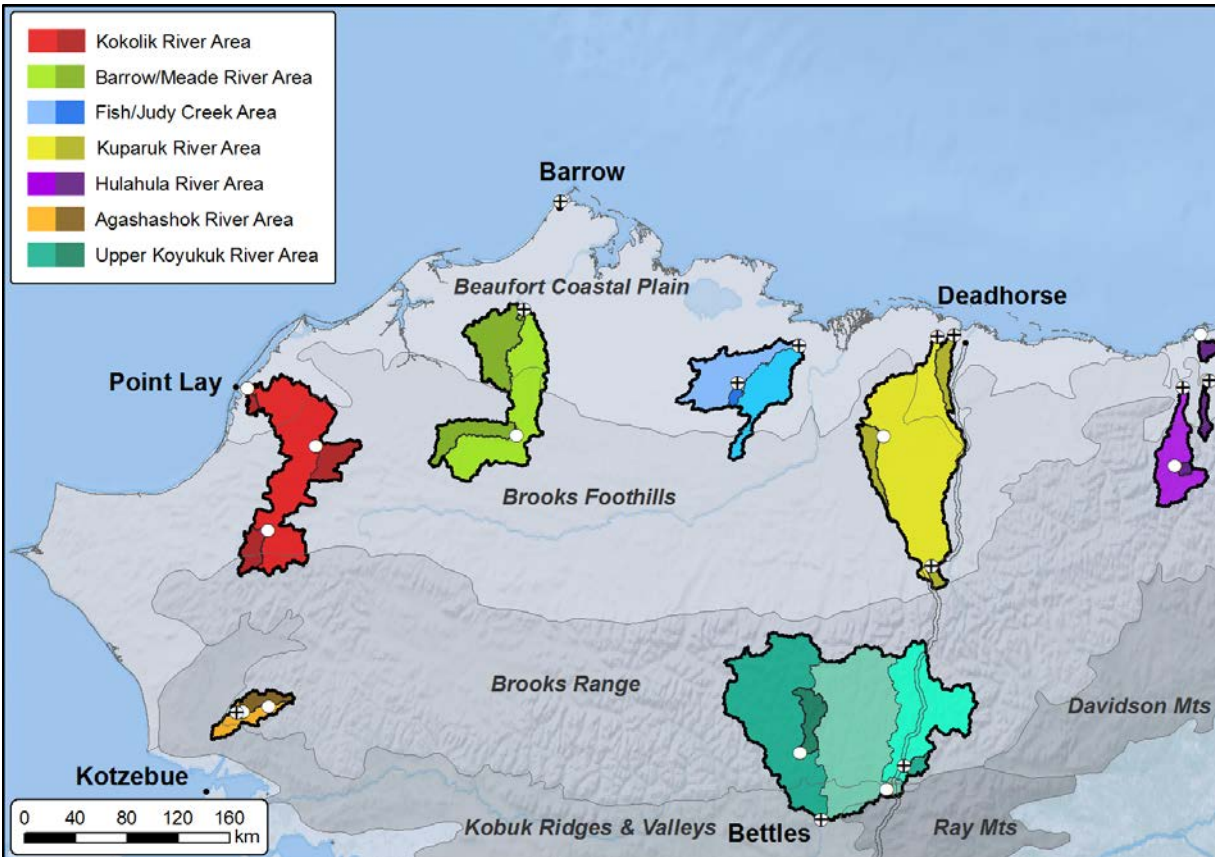 Kokolik River Area
Barrow/Meade River Area
Fish/Judy Creek Area
Kuparuk River Area
Hulahula River Area
Agashashok River Area
Upper Koyukuk River Area
Barrow
Beaufort Coastal Plain
Deadhorse
Point Lay
Brooks Foothills
Brooks Range
Davidson Mts
Kotzebue
Kobuk Ridges & Valleys
Bettles
Ray Mts
0 40 80 120 160
km